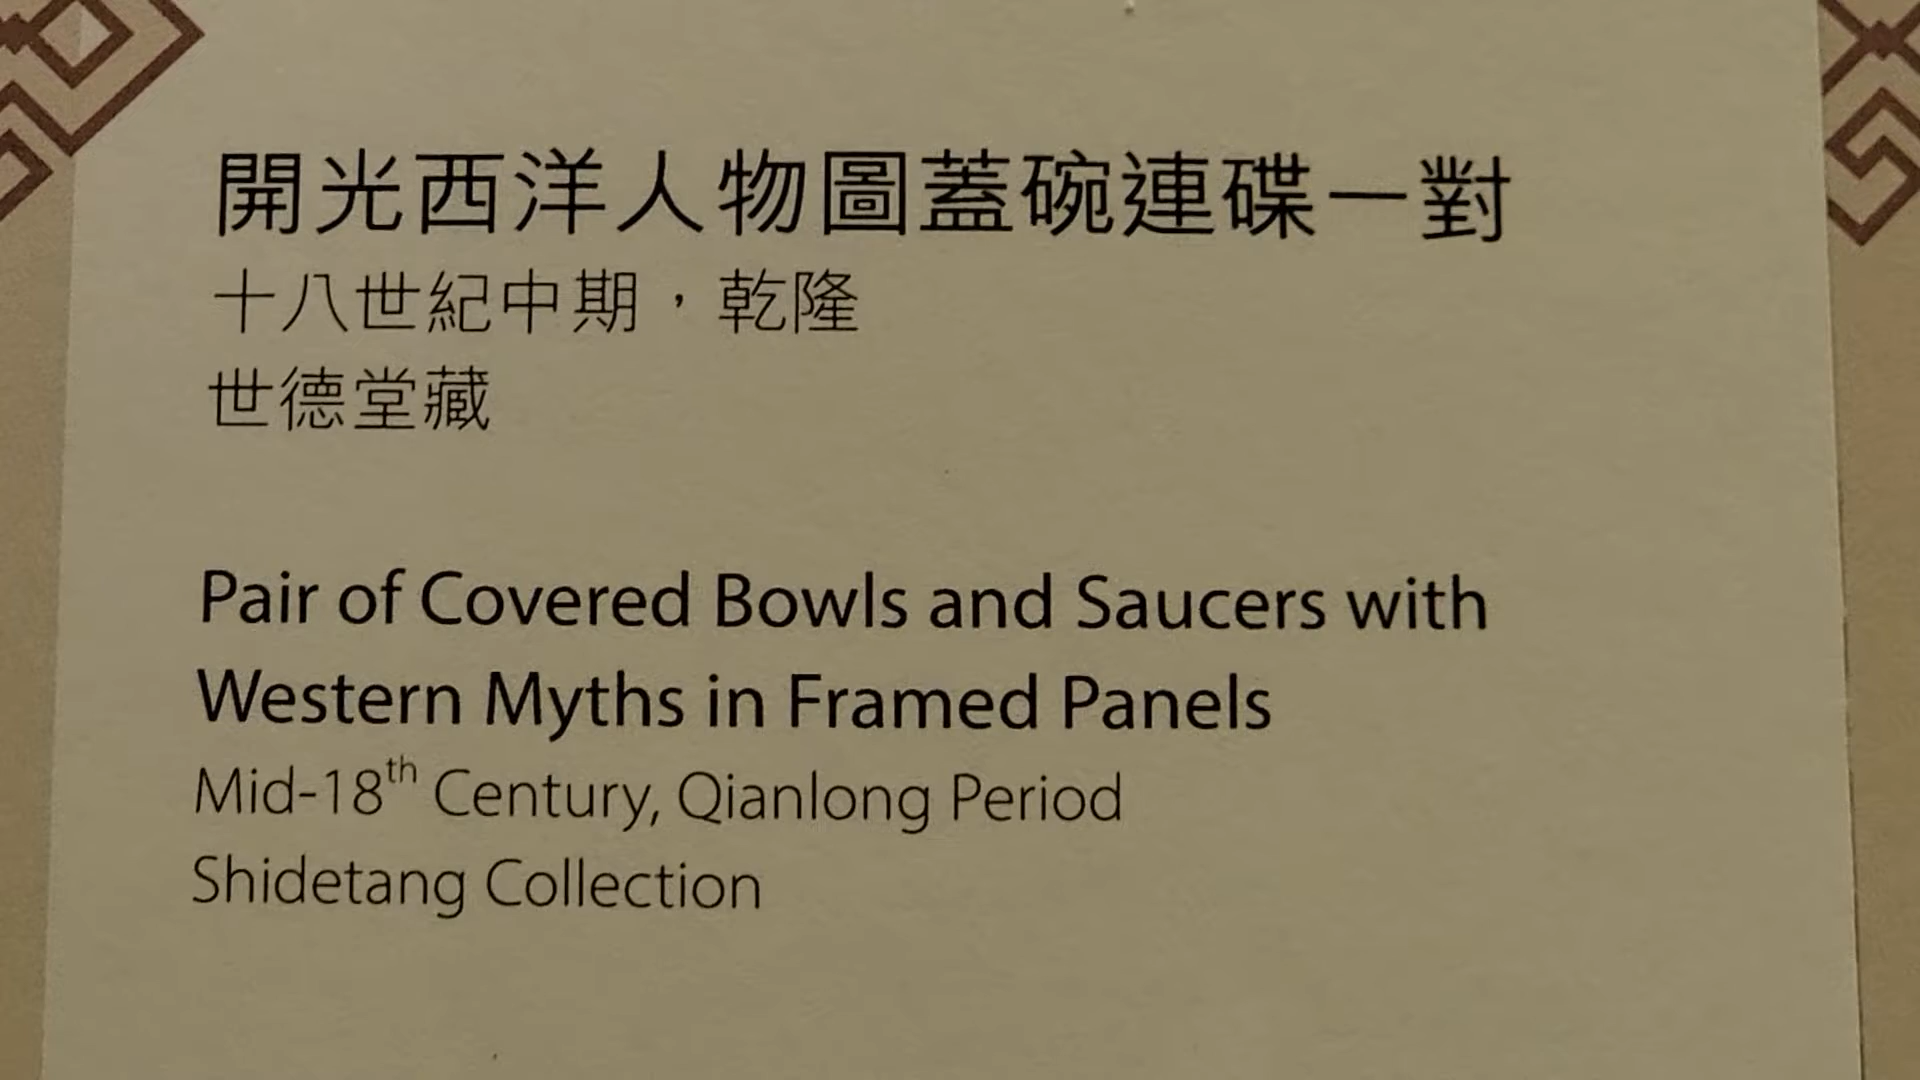 開光西洋人物圖蓋碗連碟一對
十八世紀中期，乾隆
世德堂藏
Pair of Covered Bowls and Saucers with
Western Myths in Framed Panels
Mid-18th Century, Qianlong Period
Shidetang Collection